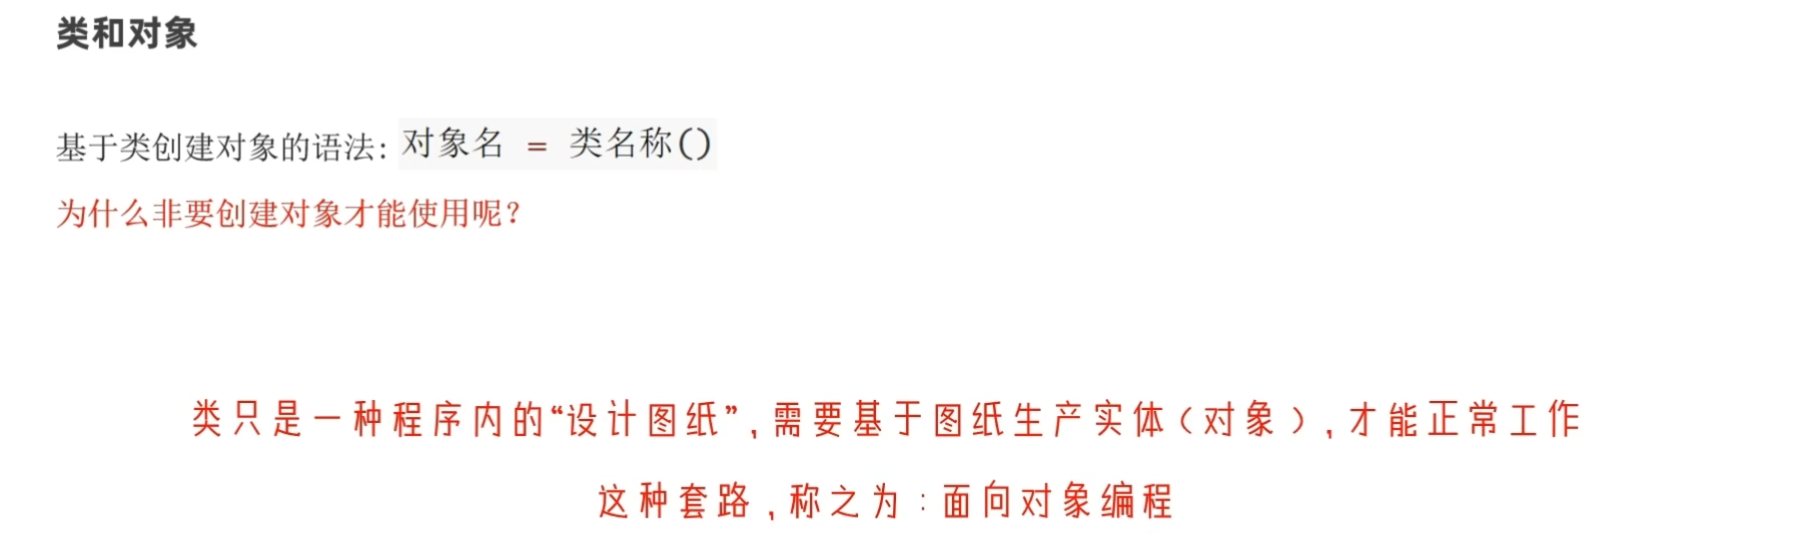 类和对象
基于类创建对象的语法: 对象名 = 类名称()
为什么非要创建对象才能使用呢?
类只是一种程序内的“设计图纸”,需要基于图纸生产实体(对象),才能正常工作
这种套路,称之为:面向对象编程